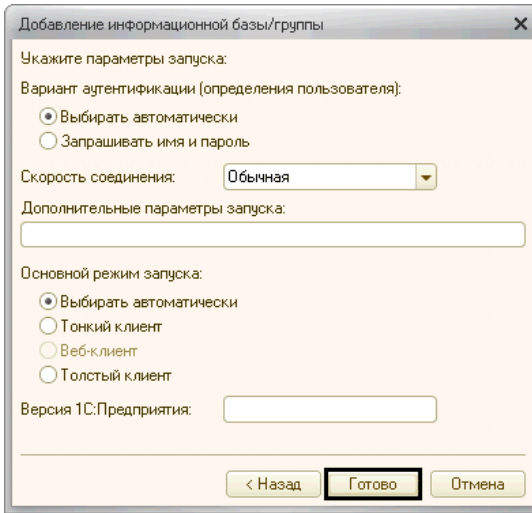 Добавление информационной базы/группы
Укажите параметры запуска:
Вариант аутентификации (определения пользователя):
Выбирать автоматически
Запрашивать имя и пароль
Скорость соединения: Обычная
Дополнительные параметры запуска:
Основной режим запуска:
Выбирать автоматически
Тонкий клиент
Веб-клиент
Толстый клиент
Версия 1С:Предприятия:
< Назад Готово Отмена